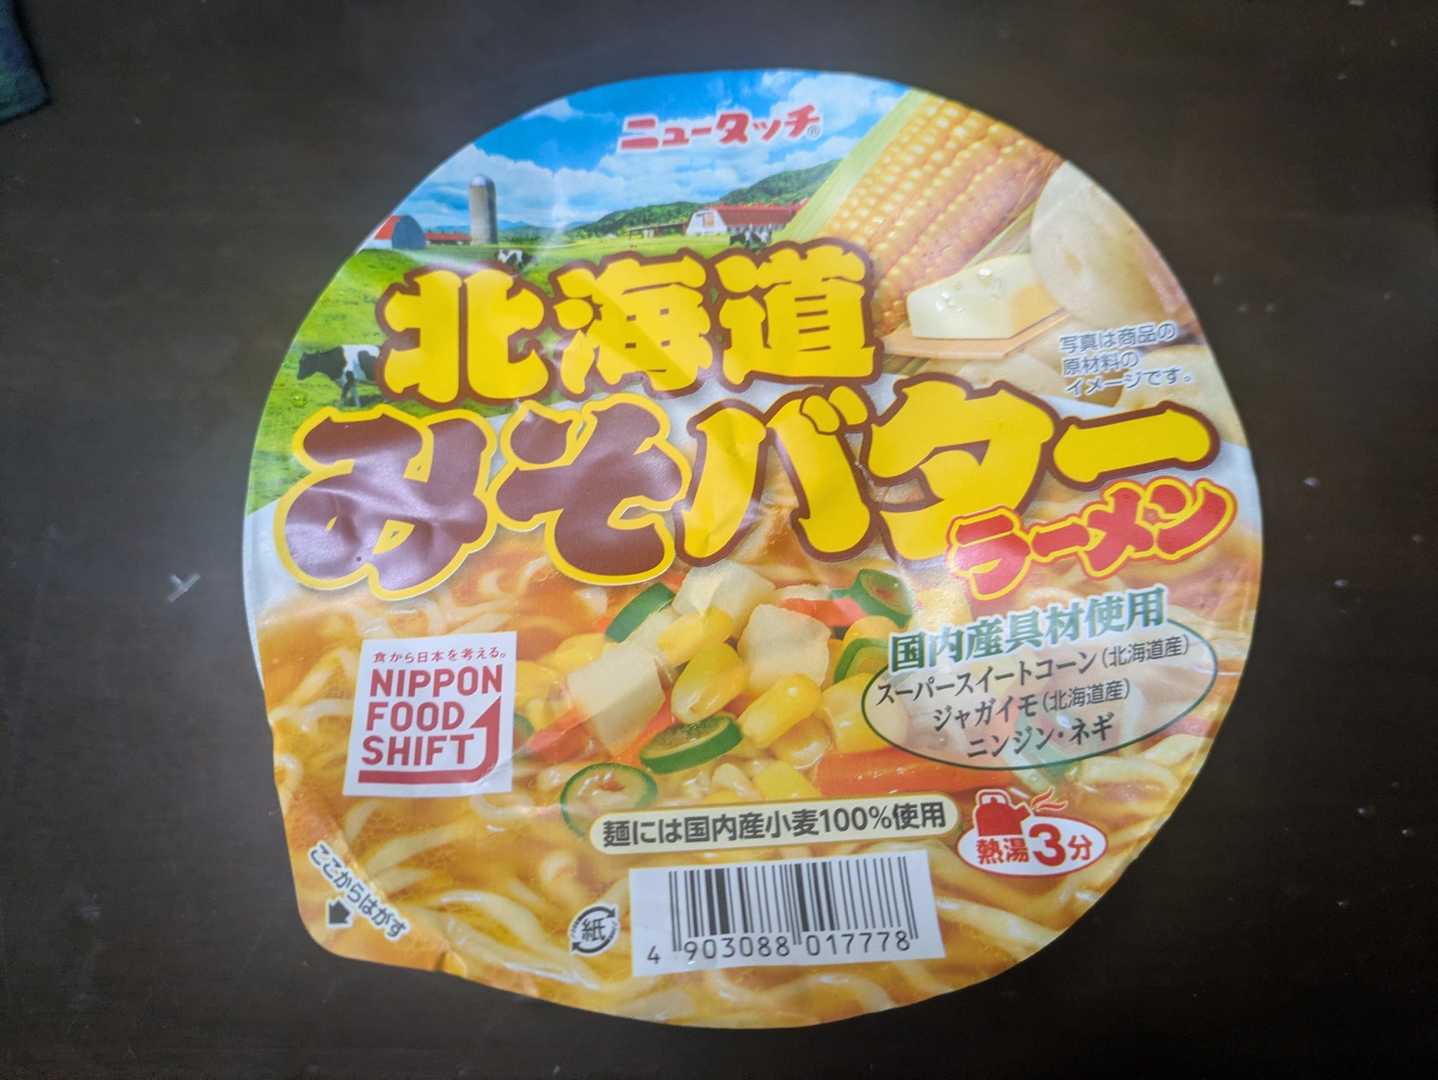 ニュータッチ®
北海道
みそバター
ラーメン
写真は商品の
原材料の
イメージです。
国内産具材使用
スーパースイートコーン(北海道産)
ジャガイモ(北海道産)
ニンジン・ネギ
食から日本を考える。
NIPPON
FOOD
SHIFT
麺には国内産小麦100%使用
熱湯3分
ここからはがす
紙
4 903088 017778